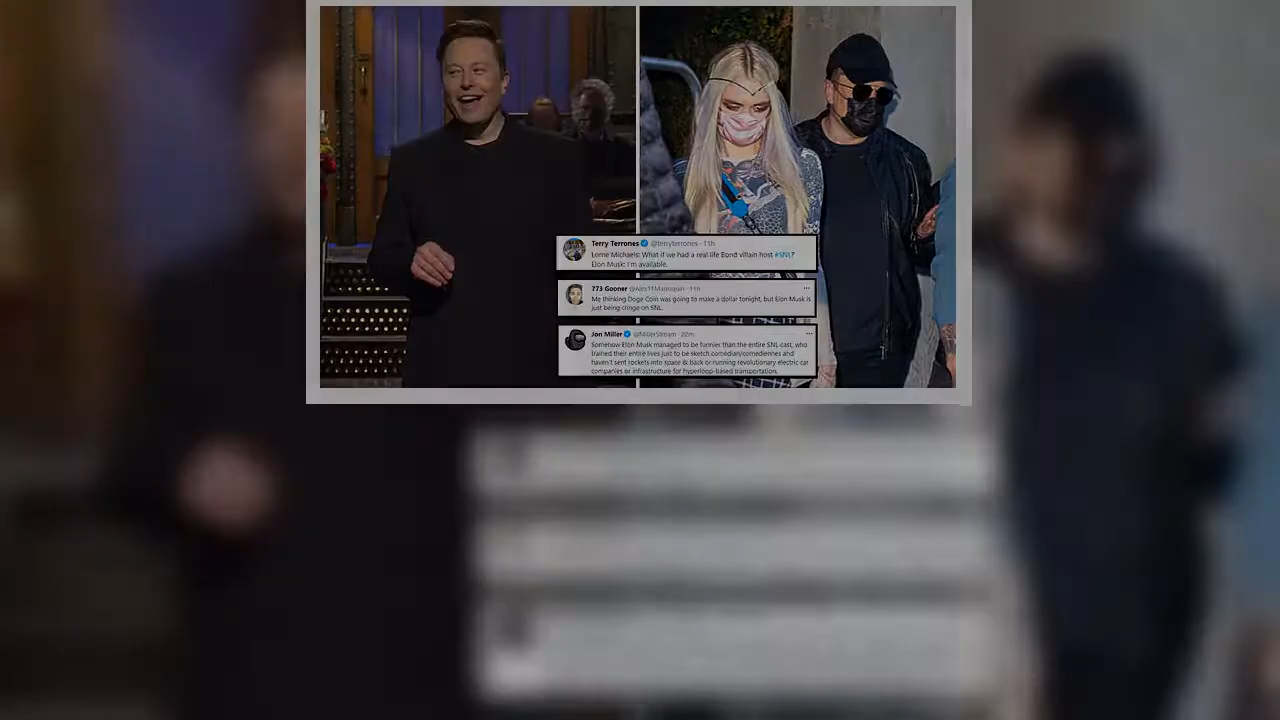 Terry Terrones @terryterrones · 11h
Lorne Michaels: What if we had a real life Bond villain host #SNL?
Elon Musk: I'm available.
773 Gooner @Alex11Marroquin · 11h
Me thinking Doge Coin was going to make a dollar tonight, but Elon Musk is
just being cringe on SNL.
Jon Miller @MillerStream · 22m
Somehow Elon Musk managed to be funnier than the entire SNL cast, who
trained their entire lives just to be sketch comedian/comediennes and
haven't sent rockets into space & back or running revolutionary electric car
companies or infrastructure for hyperloop-based transportation.